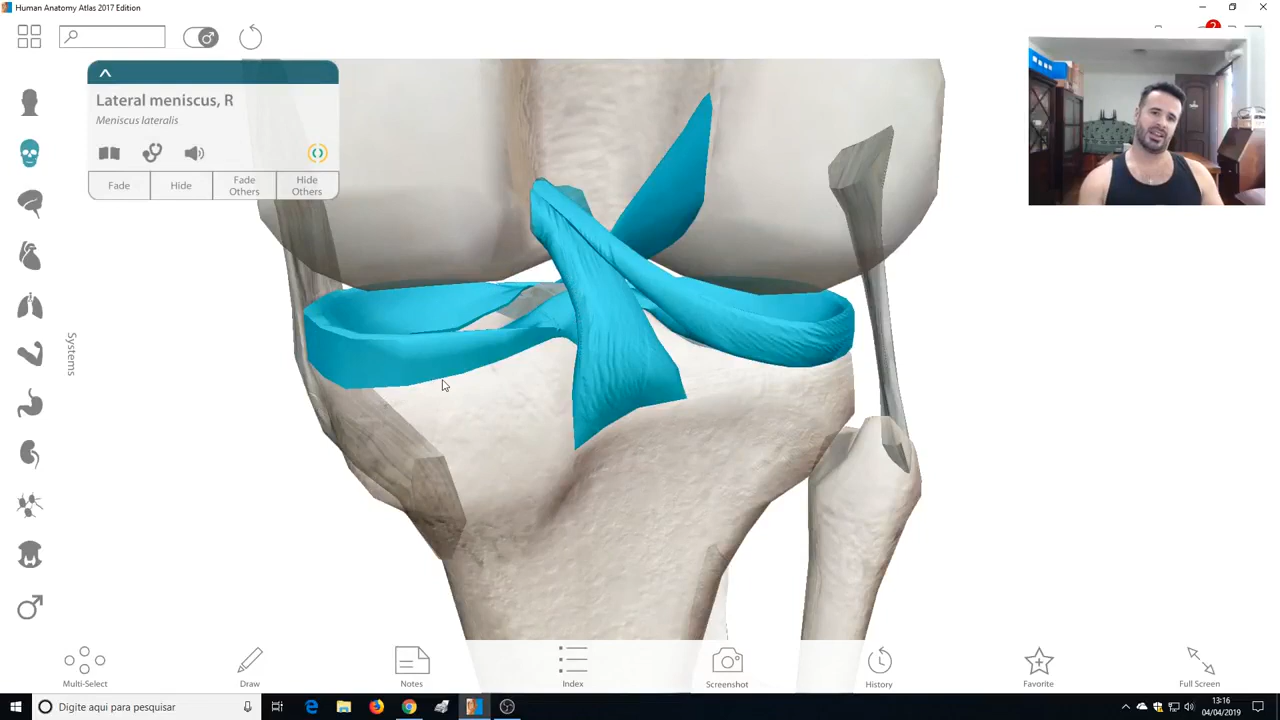 Human Anatomy Atlas 2017 Edition
2
Lateral meniscus, R
Meniscus lateralis
Fade
Hide
Fade
Others
Hide
Others
Systems
Multi-Select
Draw
Notes
Index
Screenshot
History
Favorite
Full Screen
Digite aqui para pesquisar
13:16
04/04/2019